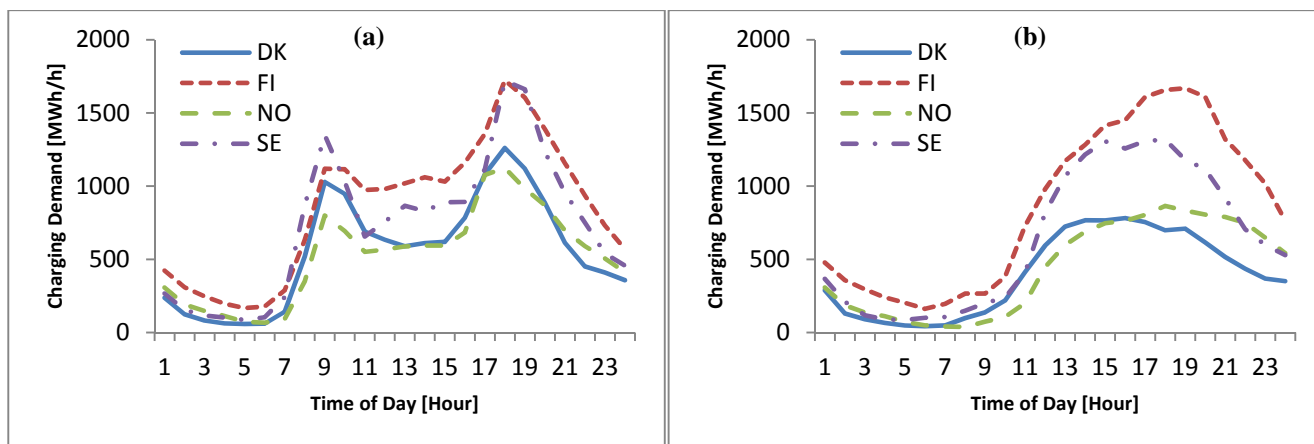 (a)
2000
1500
1000
500
0
Charging Demand [MWh/h]
DK
FI
NO
SE
1 3 5 7 9 11 13 15 17 19 21 23
Time of Day [Hour]
(b)
2000
1500
1000
500
0
Charging Demand [MWh/h]
DK
FI
NO
SE
1 3 5 7 9 11 13 15 17 19 21 23
Time of Day [Hour]